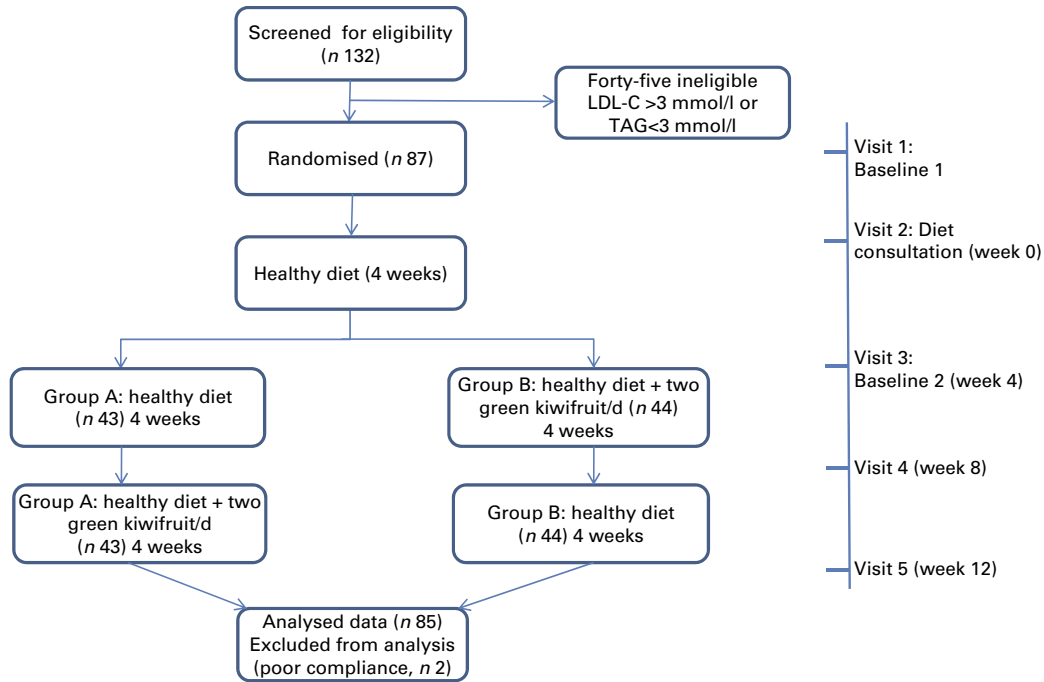 Screened for eligibility
(n 132)
Forty-five ineligible
LDL-C >3 mmol/l or
TAG<3 mmol/l
Randomised (n 87)
Healthy diet (4 weeks)
Group A: healthy diet
(n 43) 4 weeks
Group B: healthy diet + two
green kiwifruit/d (n 44)
4 weeks
Group A: healthy diet + two
green kiwifruit/d
(n 43) 4 weeks
Group B: healthy diet
(n 44) 4 weeks
Analysed data (n 85)
Excluded from analysis
(poor compliance, n 2)
Visit 1:
Baseline 1
Visit 2: Diet
consultation (week 0)
Visit 3:
Baseline 2 (week 4)
Visit 4 (week 8)
Visit 5 (week 12)